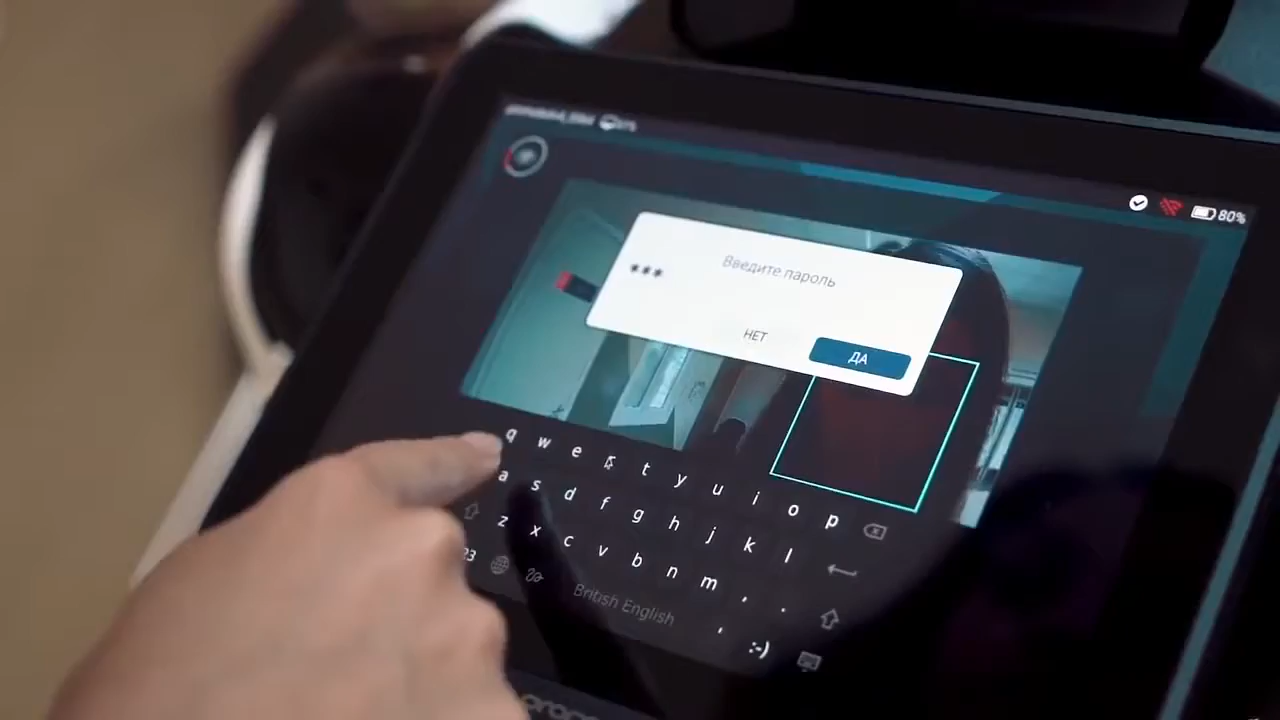 80%
Введите пароль
***
НЕТ
ДА
q w e r t y u i o p
a s d f g h j k l
z x c v b n m , .
British English , :-)